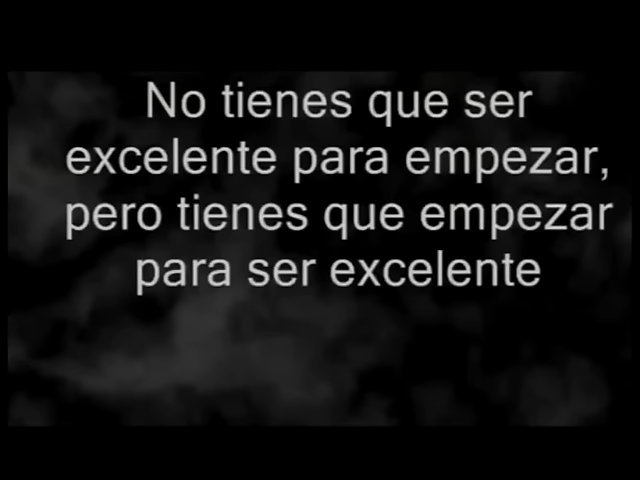 No tienes que ser
excelente para empezar,
pero tienes que empezar
para ser excelente